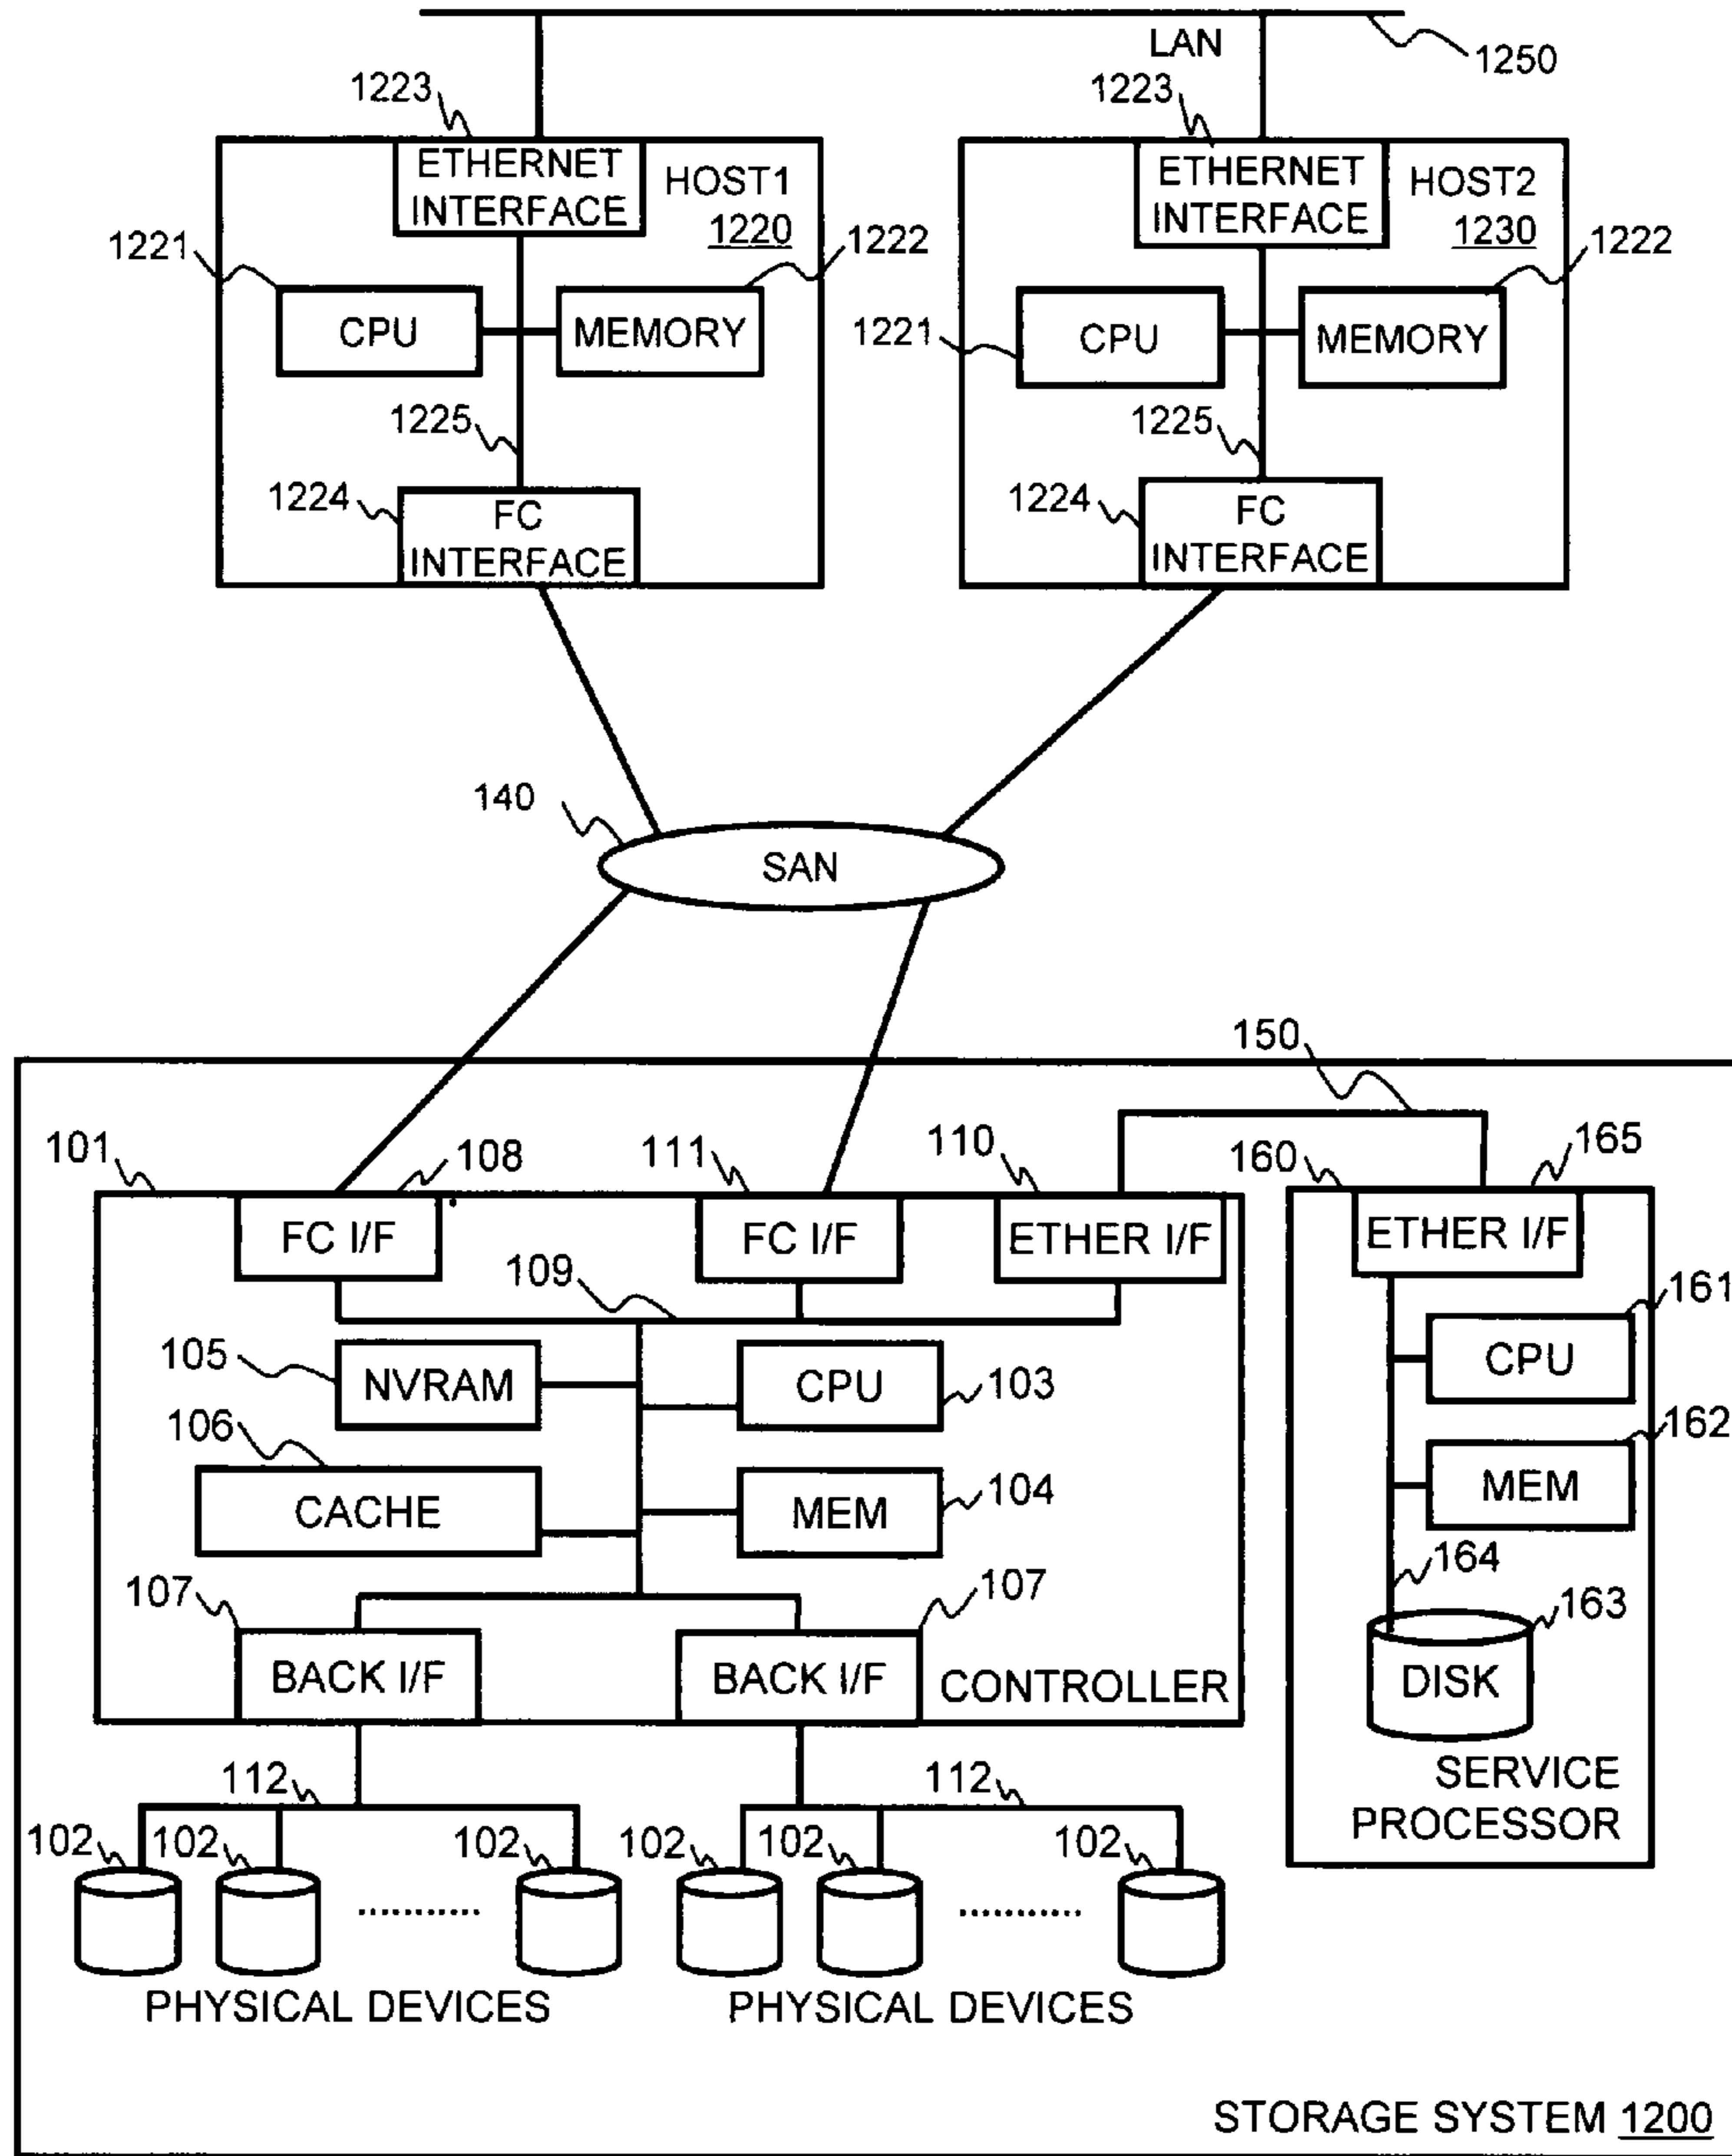 LAN
1250
1223
1223
ETHERNET
INTERFACE
HOST1
1220
ETHERNET
INTERFACE
HOST2
1230
1221
1222
1222
CPU
MEMORY
1221
CPU
MEMORY
1225
1225
1224
FC
INTERFACE
1224
FC
INTERFACE
140
SAN
150
101
108
111
110
160
165
FC I/F
FC I/F
ETHER I/F
ETHER I/F
109
161
105
NVRAM
CPU
103
CPU
106
162
CACHE
MEM
104
MEM
164
107
107
163
BACK I/F
BACK I/F
CONTROLLER
DISK
112
112
SERVICE
PROCESSOR
102
102
102
102
102
102
PHYSICAL DEVICES
PHYSICAL DEVICES
STORAGE SYSTEM 1200